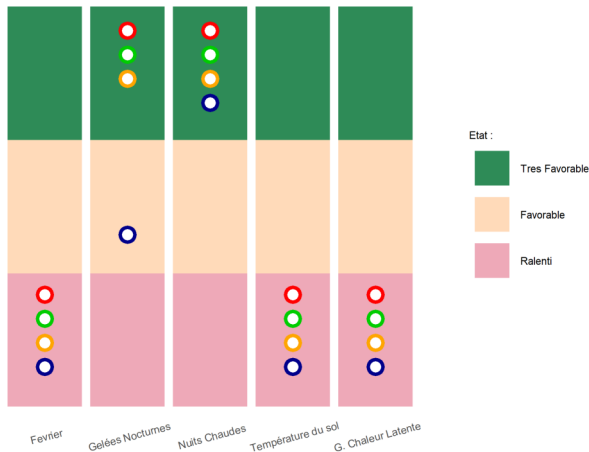 Etat :
Tres Favorable
Favorable
Ralenti
Fevrier
Gelées Nocturnes
Nuits Chaudes
Température du sol
G. Chaleur Latente